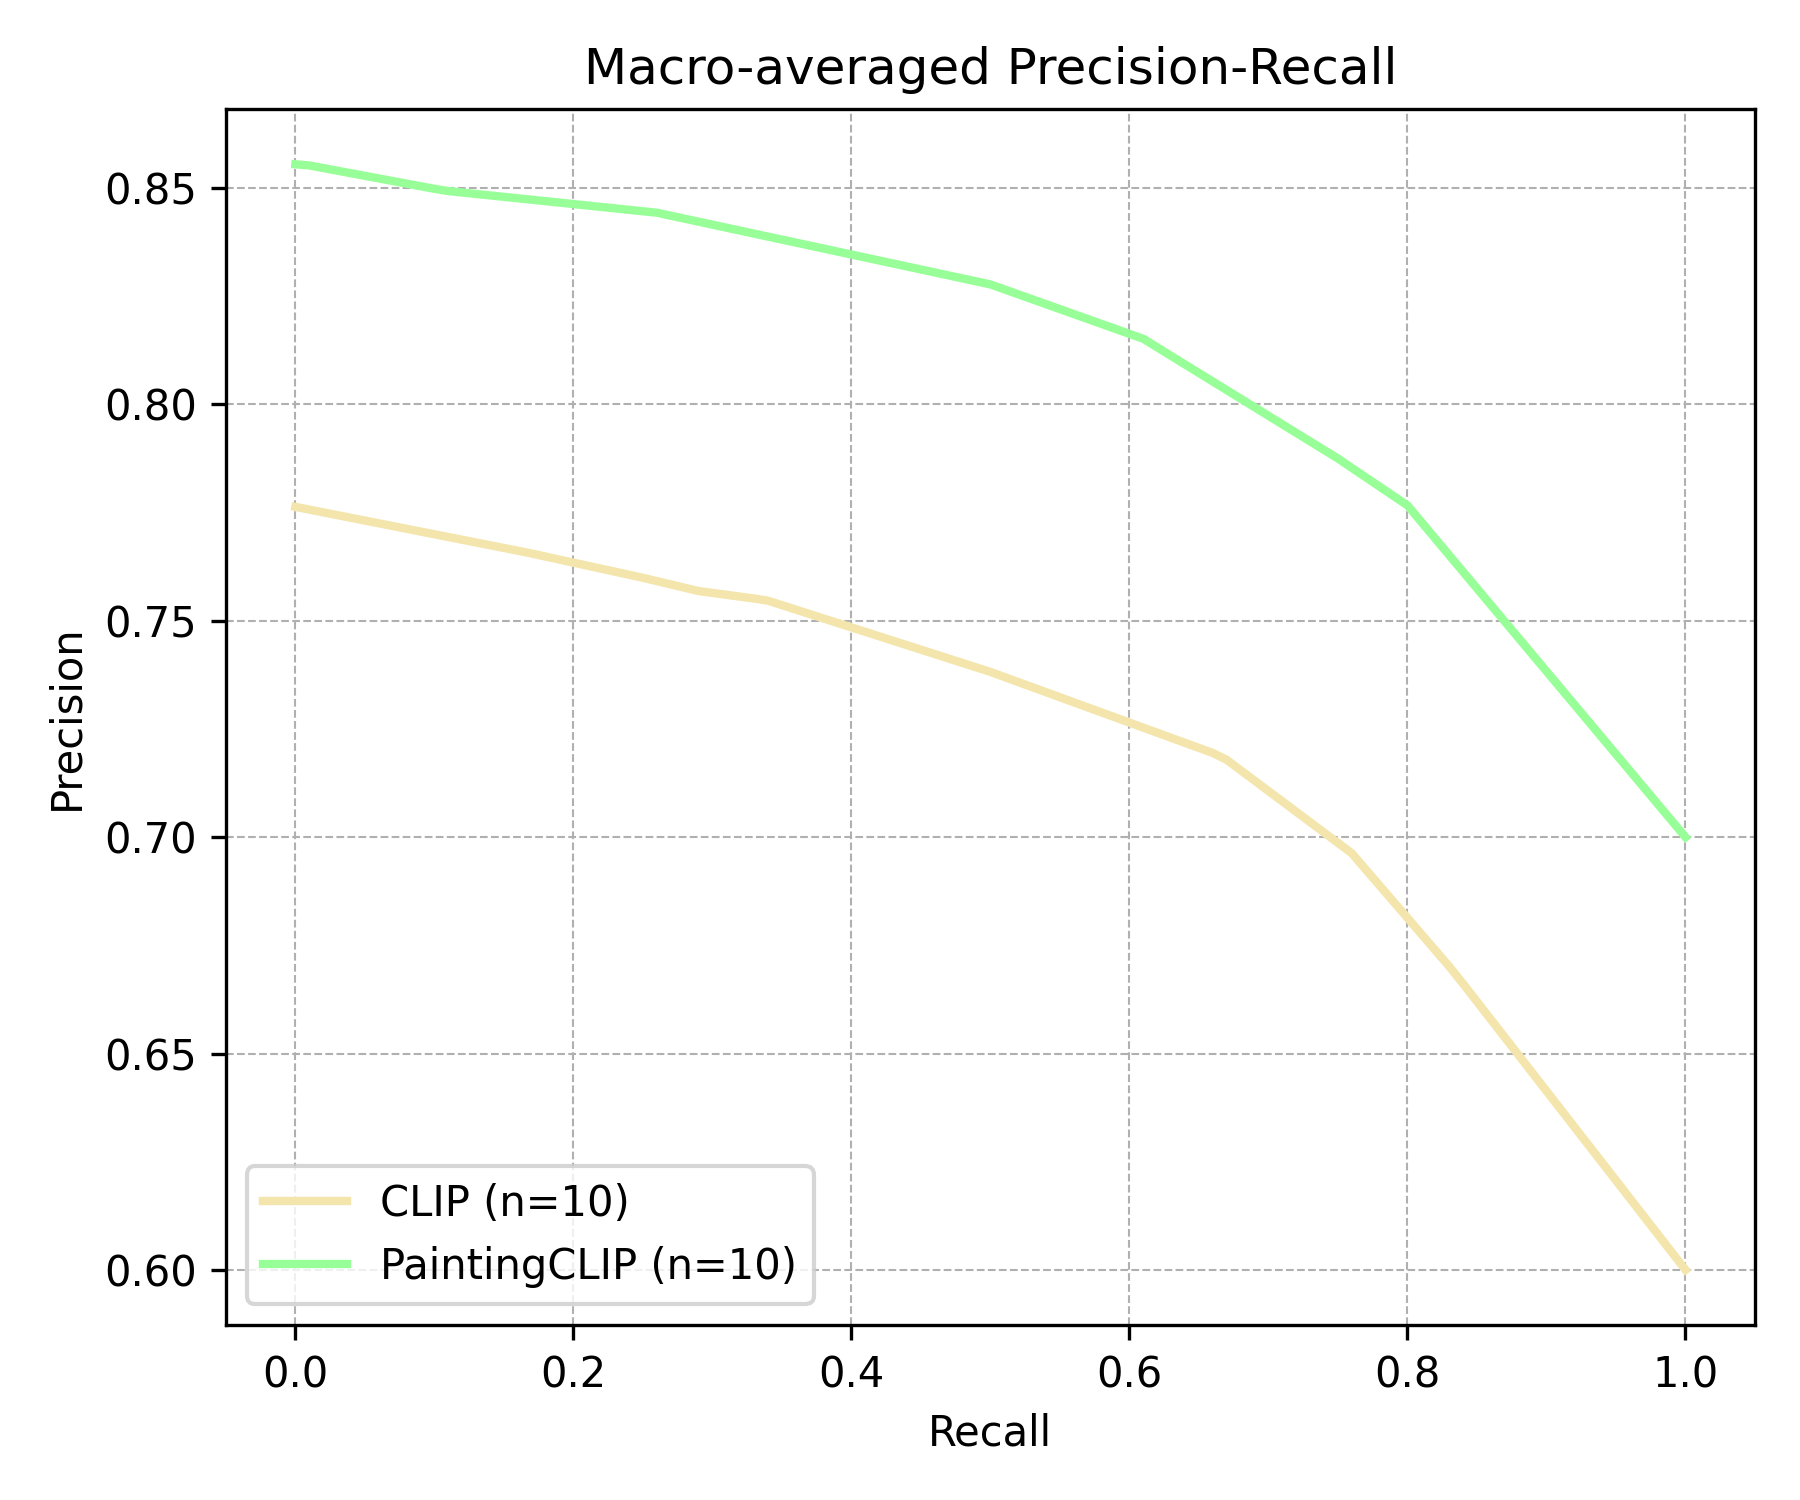 Macro-averaged Precision-Recall
Precision
0.85
0.80
0.75
0.70
0.65
0.60
CLIP (n=10)
PaintingCLIP (n=10)
0.0 0.2 0.4 0.6 0.8 1.0
Recall